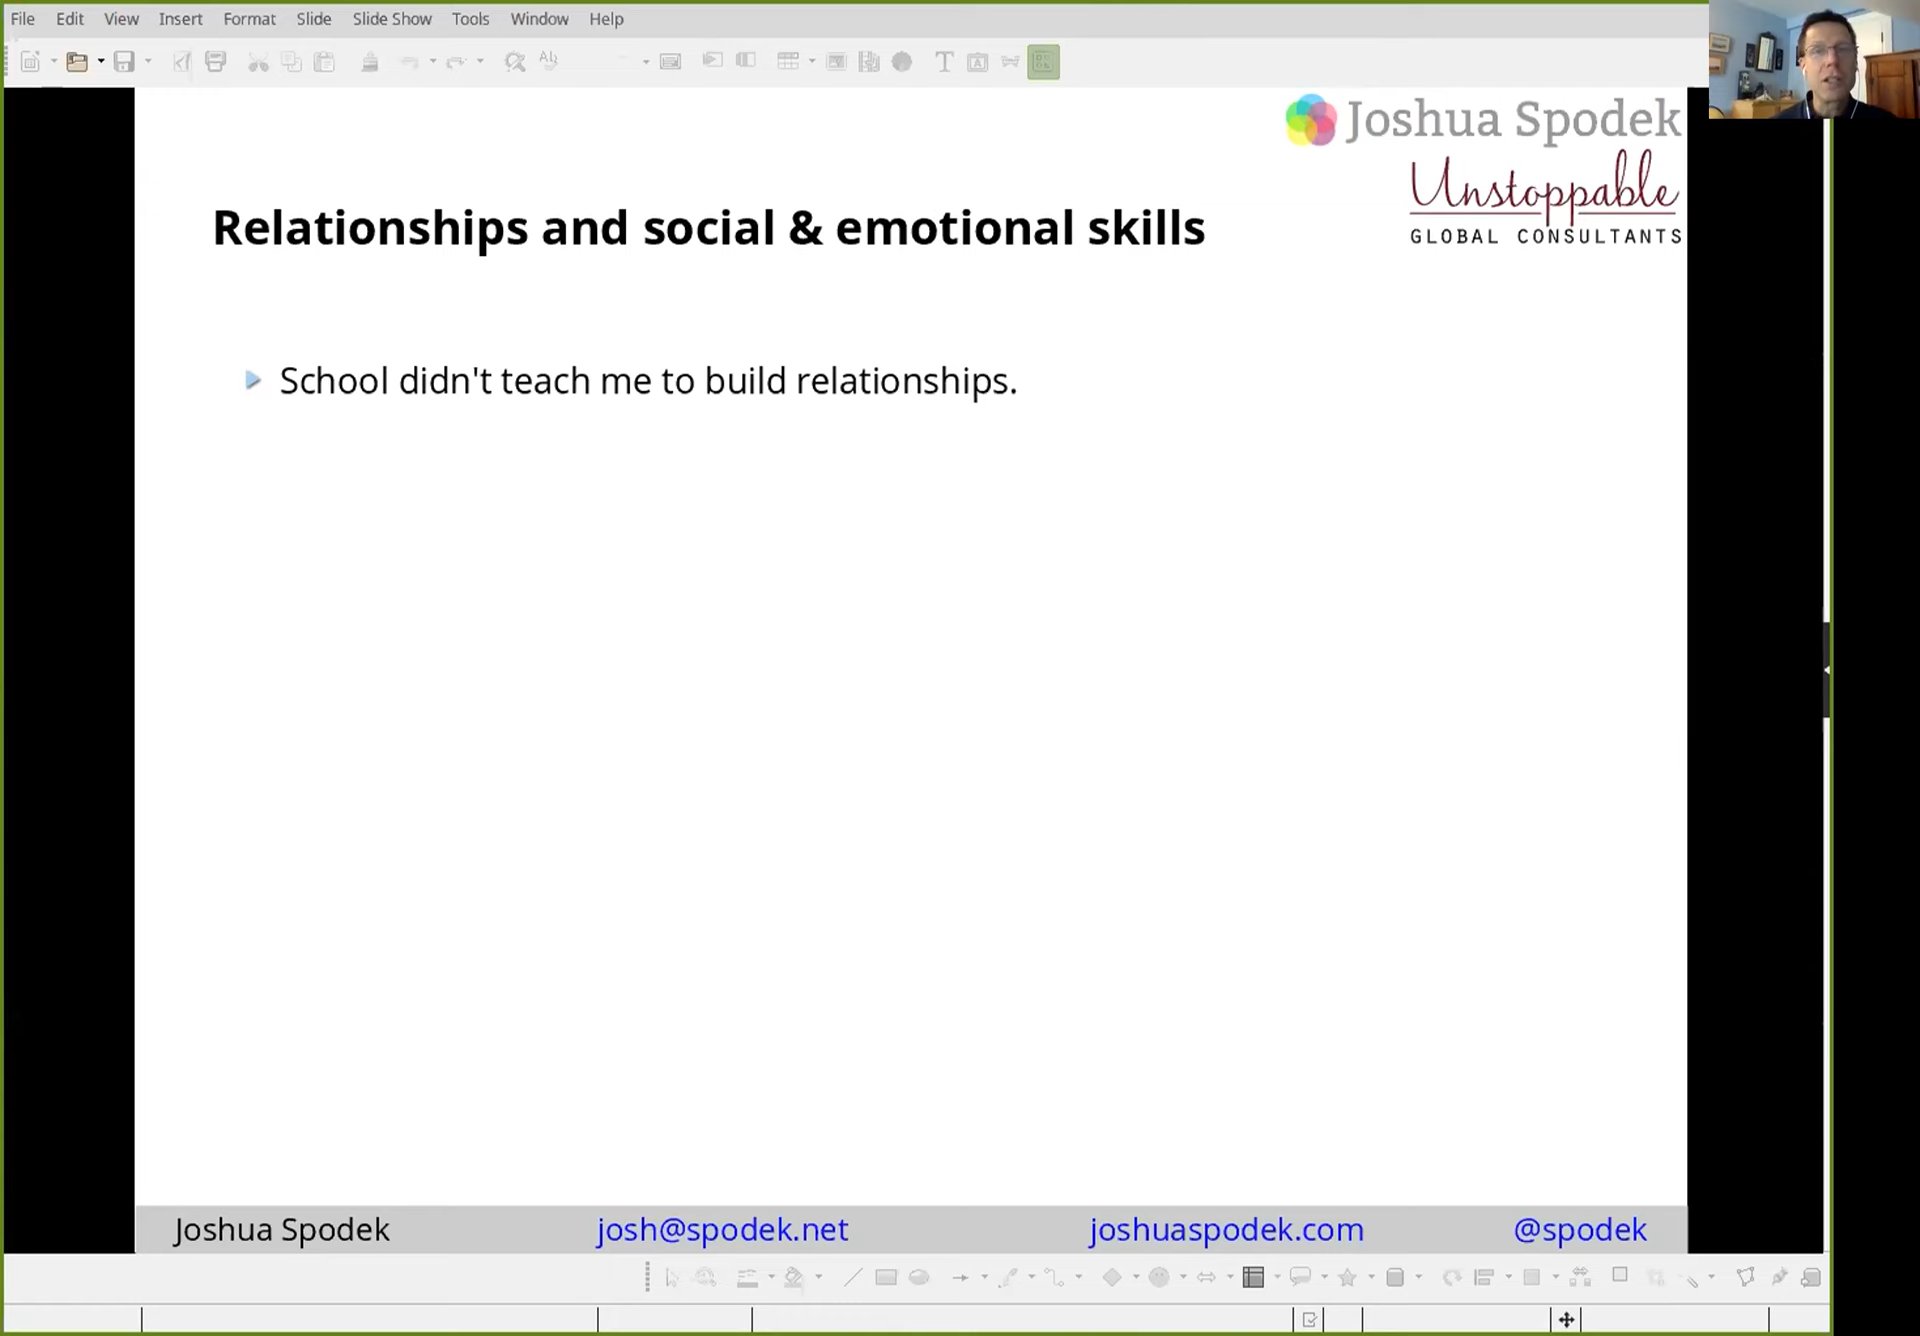 File Edit View Insert Format Slide Slide Show Tools Window Help
Joshua Spodek
Unstoppable
GLOBAL CONSULTANTS
Relationships and social & emotional skills
School didn't teach me to build relationships.
Joshua Spodek josh@spodek.net joshuaspodek.com @spodek